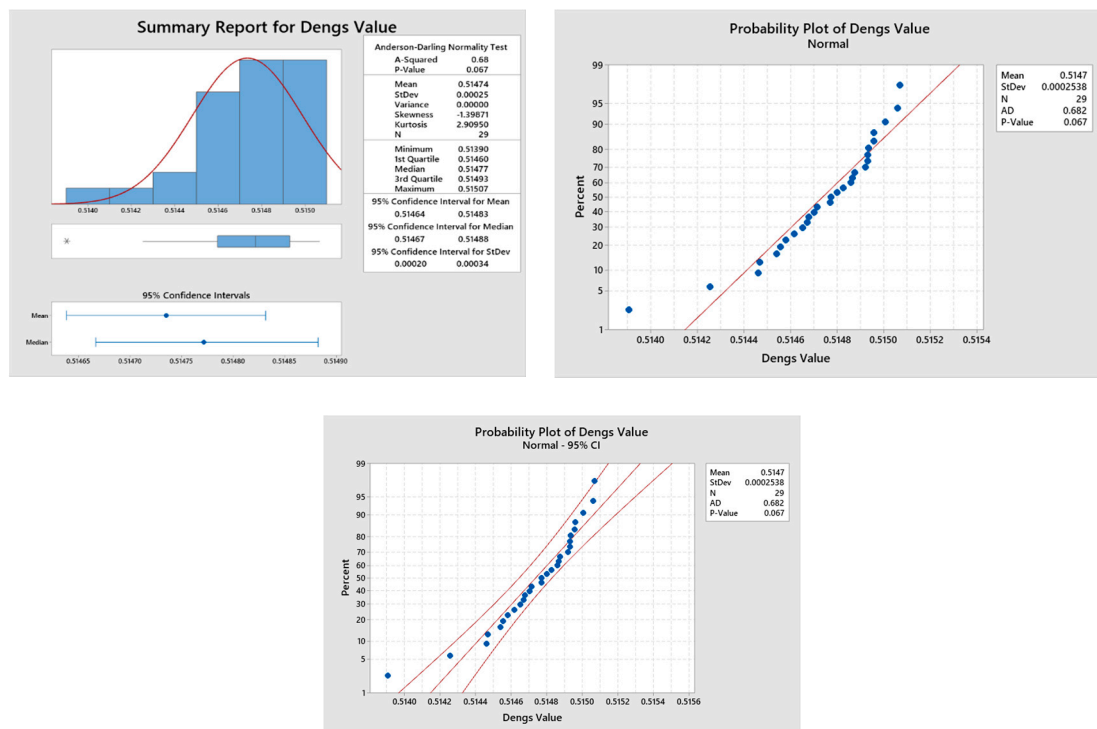 Summary Report for Dengs Value
Anderson-Darling Normality Test
A-Squared 0.68
P-Value 0.067
Mean 0.51474
StDev 0.00025
Variance 0.00000
Skewness -1.39871
Kurtosis 2.90950
N 29
Minimum 0.51390
1st Quartile 0.51460
Median 0.51477
3rd Quartile 0.51493
Maximum 0.51507
95% Confidence Interval for Mean
0.51464 0.51483
95% Confidence Interval for Median
0.51467 0.51488
95% Confidence Interval for StDev
0.00020 0.00034
0.5140 0.5142 0.5144 0.5146 0.5148 0.5150
95% Confidence Intervals
Mean
Median
0.51465 0.51470 0.51475 0.51480 0.51485 0.51490
Probability Plot of Dengs Value
Normal
Percent
99
95
90
80
70
60
50
40
30
20
10
5
1
0.5140 0.5142 0.5144 0.5146 0.5148 0.5150 0.5152 0.5154
Dengs Value
Mean 0.5147
StDev 0.0002538
N 29
AD 0.682
P-Value 0.067
Probability Plot of Dengs Value
Normal - 95% CI
Percent
99
95
90
80
70
60
50
40
30
20
10
5
1
0.5140 0.5142 0.5144 0.5146 0.5148 0.5150 0.5152 0.5154 0.5156
Dengs Value
Mean 0.5147
StDev 0.0002538
N 29
AD 0.682
P-Value 0.067